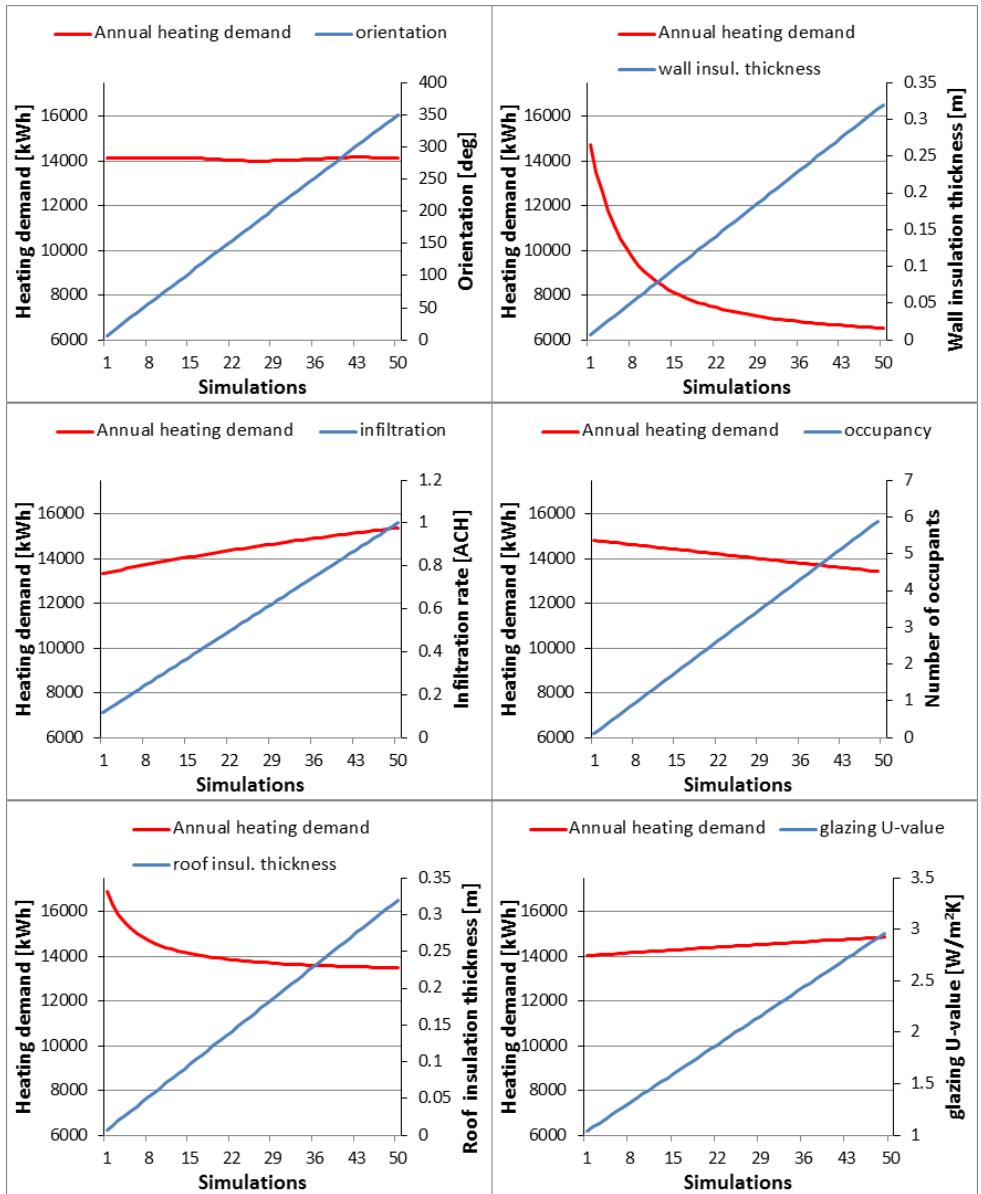 Annual heating demand orientation
Heating demand [kWh]
16000
14000
12000
10000
8000
6000
400
350
300
250
200
150
100
50
0
Orientation [deg]
1 8 15 22 29 36 43 50
Simulations
Annual heating demand
wall insul. thickness
Heating demand [kWh]
16000
14000
12000
10000
8000
6000
0.35
0.3
0.25
0.2
0.15
0.1
0.05
0
Wall insulation thickness [m]
1 8 15 22 29 36 43 50
Simulations
Annual heating demand infiltration
Heating demand [kWh]
16000
14000
12000
10000
8000
6000
1.2
1
0.8
0.6
0.4
0.2
0
Infiltration rate [ACH]
1 8 15 22 29 36 43 50
Simulations
Annual heating demand occupancy
Heating demand [kWh]
16000
14000
12000
10000
8000
6000
7
6
5
4
3
2
1
0
Number of occupants
1 8 15 22 29 36 43 50
Simulations
Annual heating demand
roof insul. thickness
Heating demand [kWh]
16000
14000
12000
10000
8000
6000
0.35
0.3
0.25
0.2
0.15
0.1
0.05
0
Roof insulation thickness [m]
1 8 15 22 29 36 43 50
Simulations
Annual heating demand glazing U-value
Heating demand [kWh]
16000
14000
12000
10000
8000
6000
3.5
3
2.5
2
1.5
1
glazing U-value [W/m²K]
1 8 15 22 29 36 43 50
Simulations